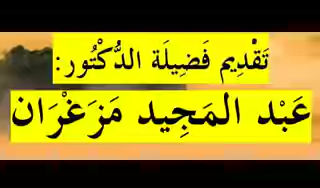 تَقْدِيم فَضِيلَة الدُّكْتُور:
عَبْد المَجِيد مَزَغْرَان